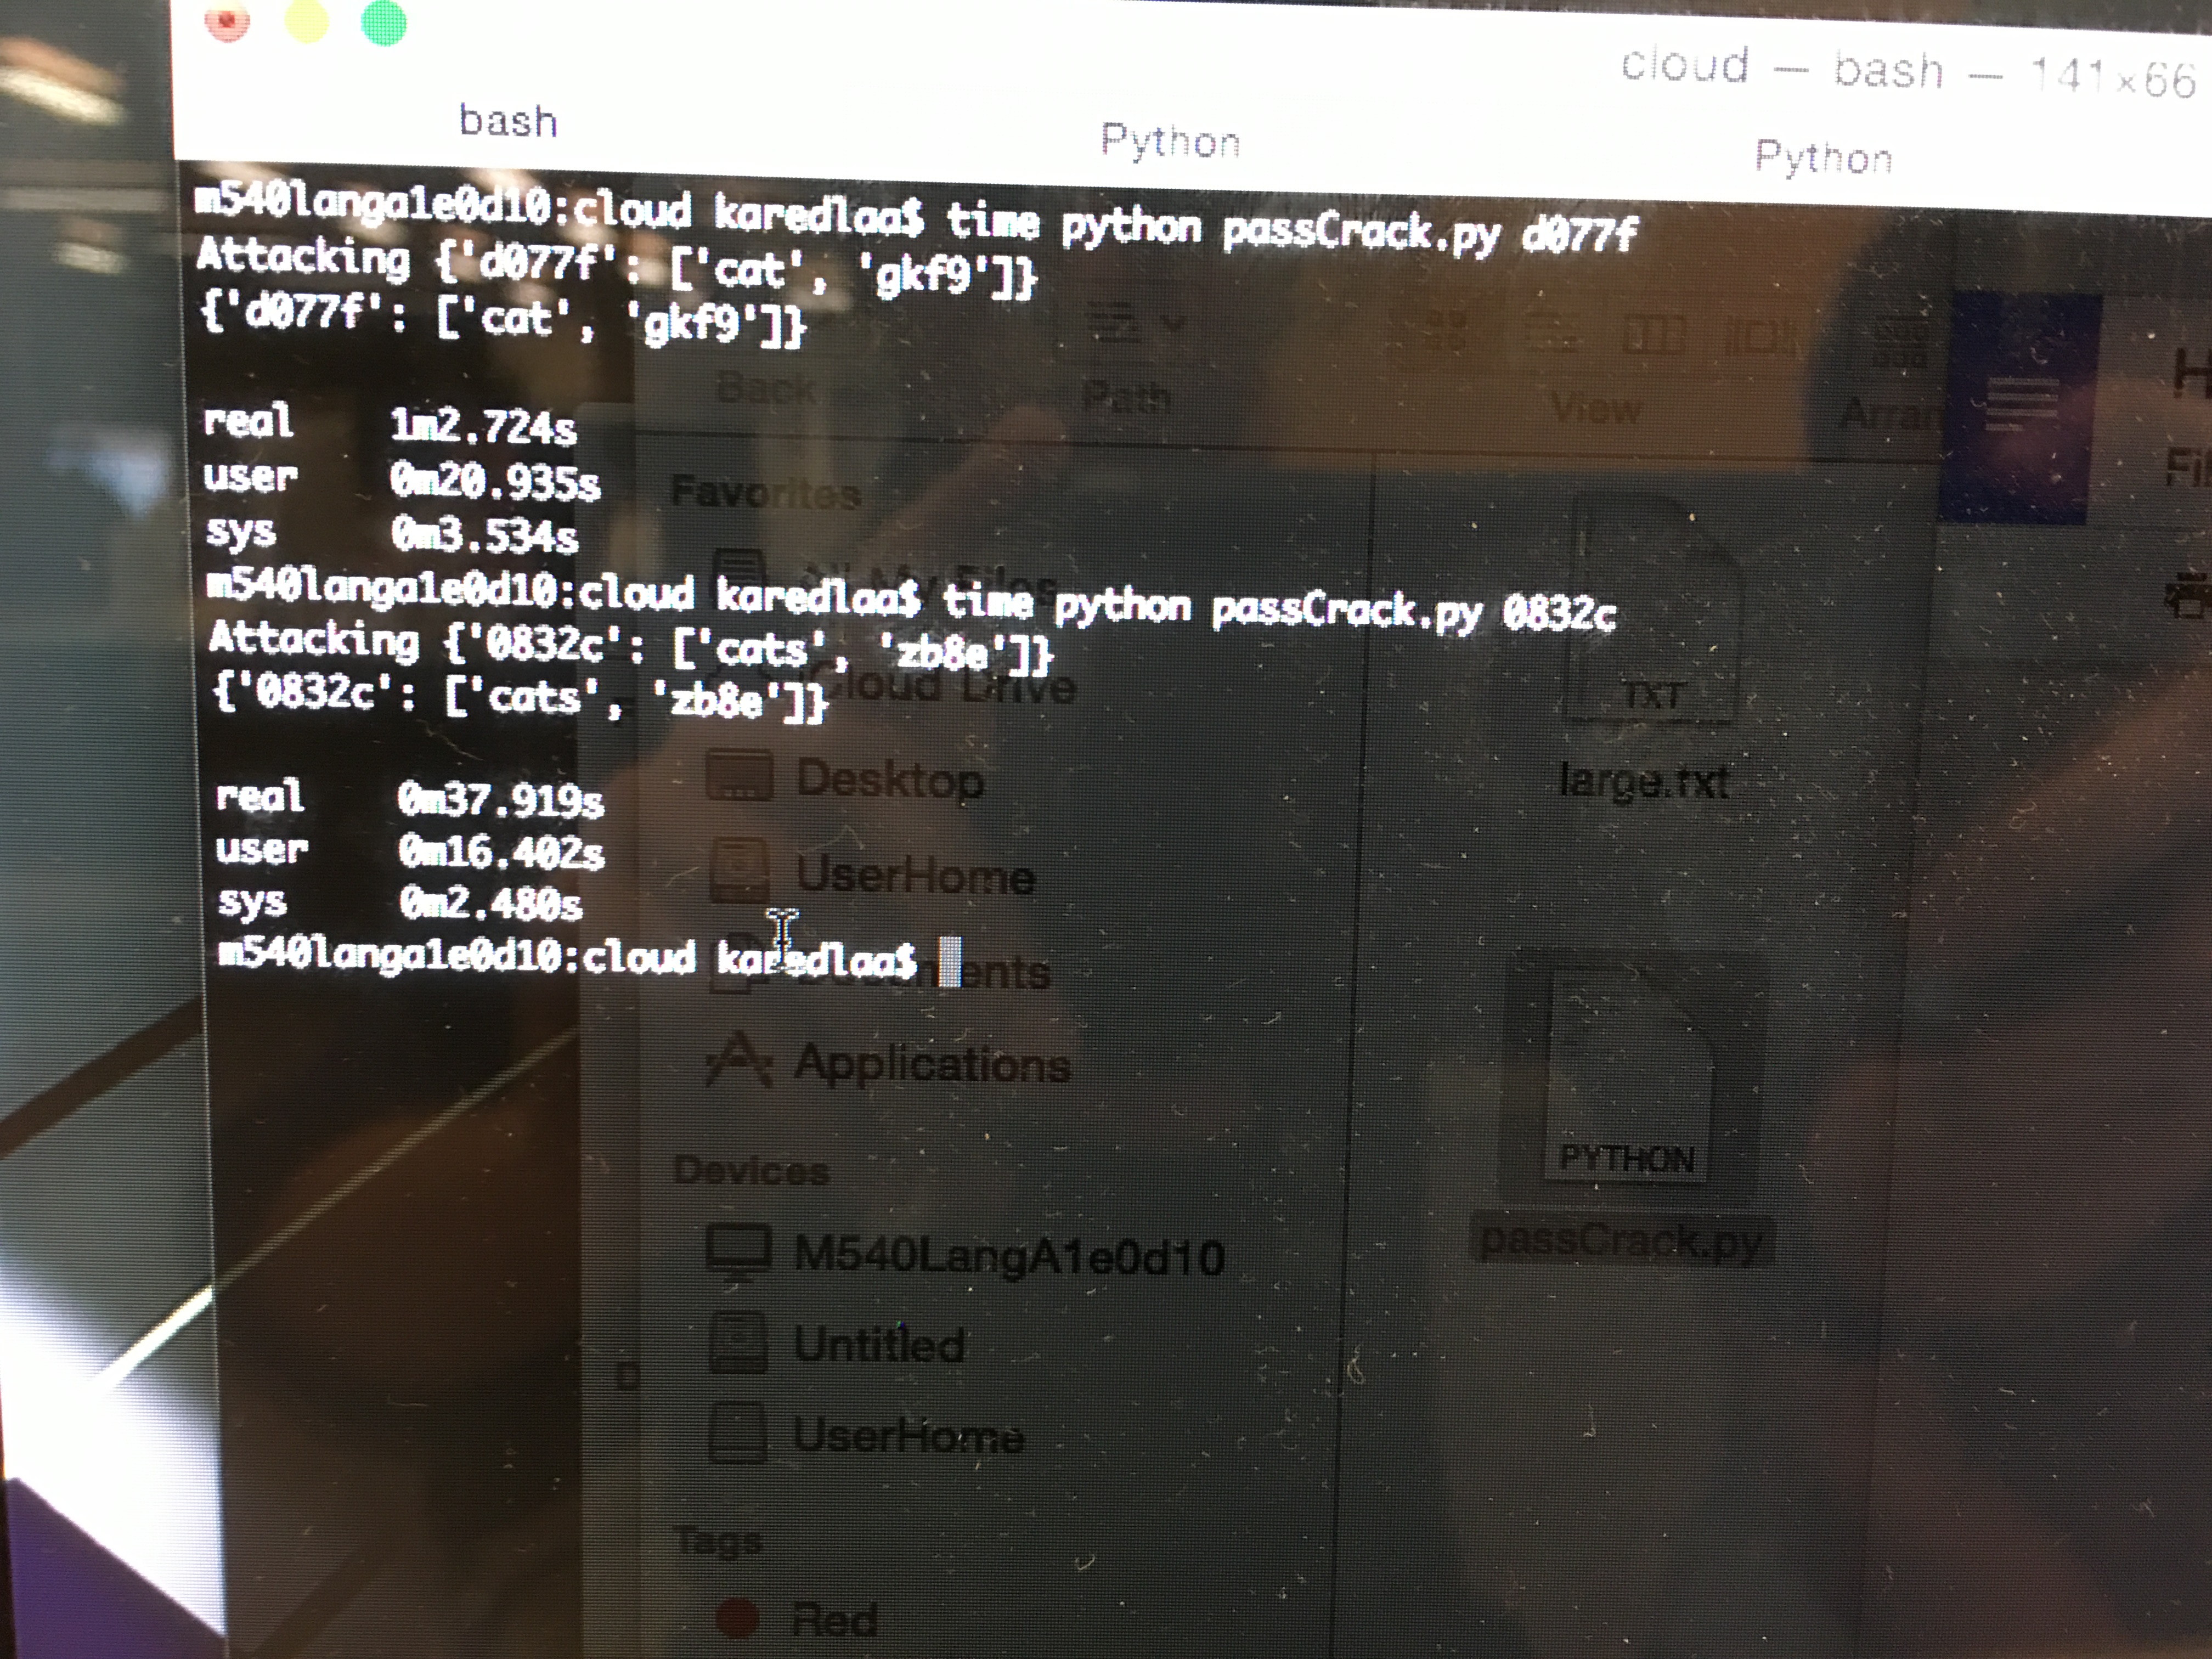 cloud — bash — 141×66
bash
Python
Python
m540langa1e0d10:cloud karedlaa$ time python passCrack.py d077f
Attacking {'d077f': ['cat', 'gkf9']}
{'d077f': ['cat', 'gkf9']}
real 1m2.724s
user 0m20.935s
sys 0m3.534s
m540langa1e0d10:cloud karedlaa$ time python passCrack.py 0832c
Attacking {'0832c': ['cats', 'zb8e']}
{'0832c': ['cats', 'zb8e']}
real 0m37.919s
user 0m16.402s
sys 0m2.480s
m540langa1e0d10:cloud karedlaa$
Back
Path
View
Arran
Favorites
All My Files
iCloud Drive
Desktop
UserHome
Applications
Devices
M540LangA1e0d10
Untitled
UserHome
Tags
Red
TXT
large.txt
PYTHON
passCrack.py